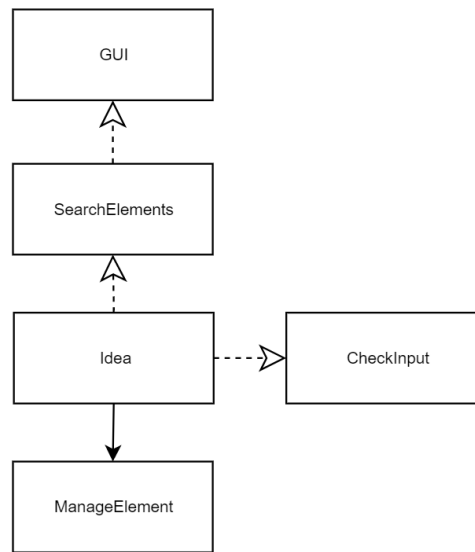 GUI
SearchElements
Idea
CheckInput
ManageElement